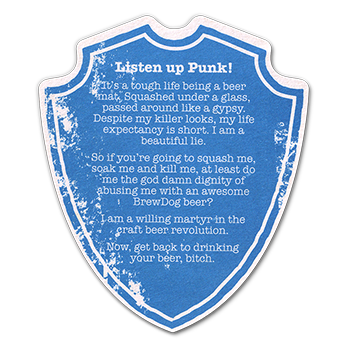 Listen up Punk!
It's a tough life being a beer
mat. Squashed under a glass,
passed around like a gypsy.
Despite my killer looks, my life
expectancy is short. I am a
beautiful lie.
So if you're going to squash me,
soak me and kill me, at least do
me the god damn dignity of
abusing me with an awesome
BrewDog beer?
I am a willing martyr in the
craft beer revolution.
Now, get back to drinking
your beer, bitch.